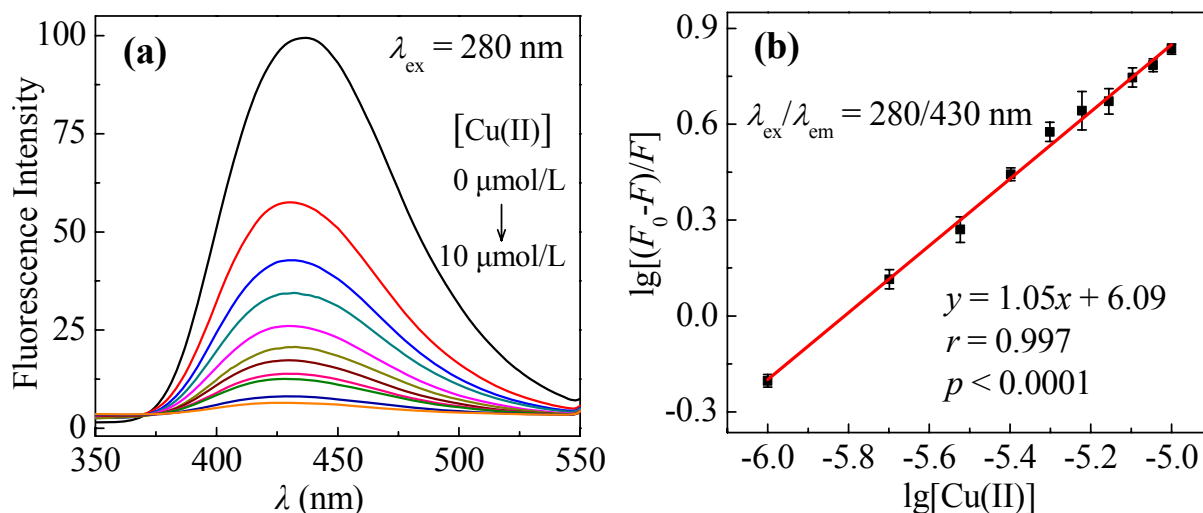 (a)
λex = 280 nm
[Cu(II)]
0 μmol/L
10 μmol/L
Fluorescence Intensity
100
75
50
25
0
350 400 450 500 550
λ (nm)
(b)
λex/λem = 280/430 nm
y = 1.05x + 6.09
r = 0.997
p < 0.0001
lg[(F0-F)/F]
0.9
0.6
0.3
0.0
-0.3
-6.0 -5.8 -5.6 -5.4 -5.2 -5.0
lg[Cu(II)]